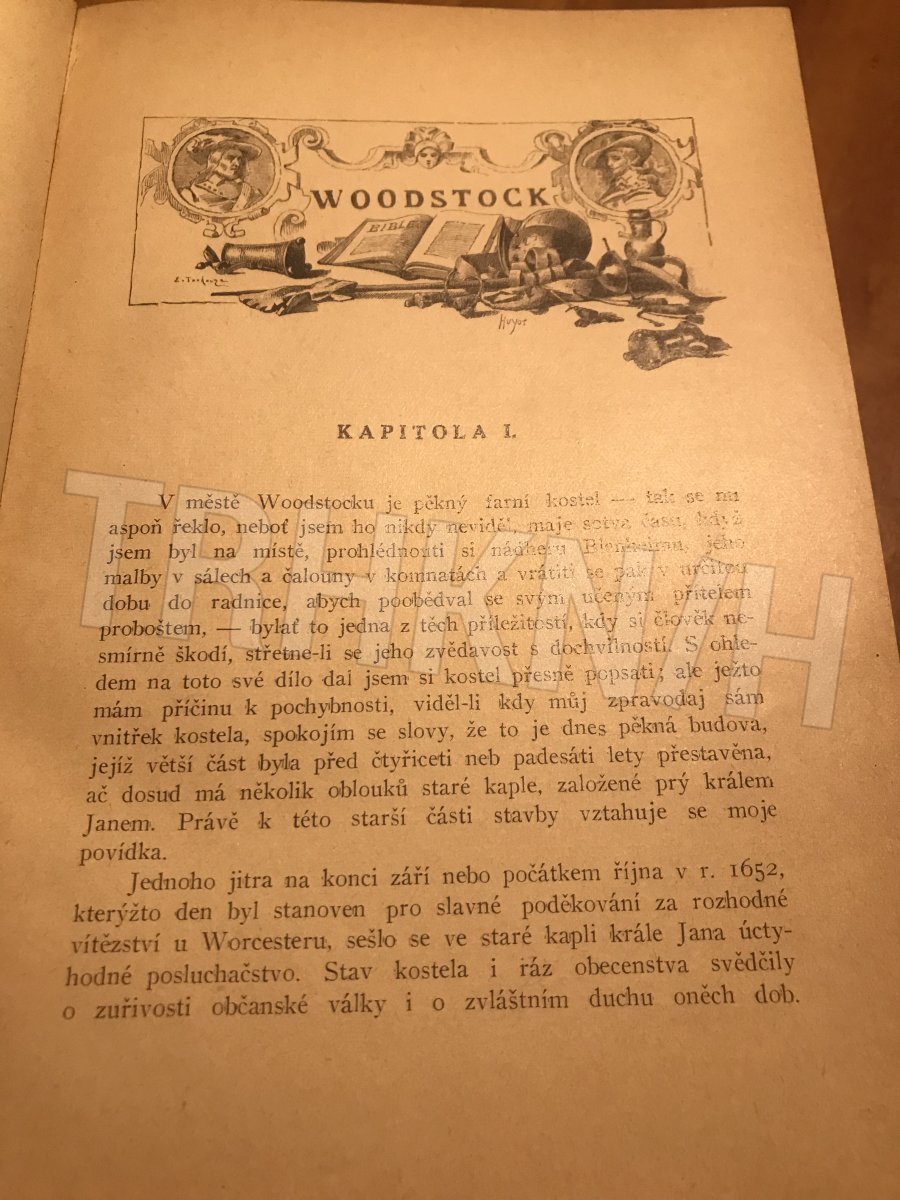 WOODSTOCK
BIBLE
Huyot
KAPITOLA I.
V městě Woodstocku je pěkný farní kostel — tak se mi
aspoň řeklo, neboť jsem ho nikdy neviděl, maje sotva času, když
jsem byl na místě, prohlédnouti si nádheru Blenheimu, jeho
malby v sálech a čalouny v komnatách a vrátiti se pak v určitou
dobu do radnice, abych poobědval se svým učeným přítelem
proboštem, — bylať to jedna z těch příležitostí, kdy si člověk ne-
smírně škodí, střetne-li se jeho zvědavost s dochvilností. S ohle-
dem na toto své dílo dal jsem si kostel přesně popsati; ale ježto
mám příčinu k pochybnosti, viděl-li kdy můj zpravodaj sám
vnitřek kostela, spokojím se slovy, že to je dnes pěkná budova,
jejíž větší část byla před čtyřiceti neb padesáti lety přestavěna,
ač dosud má několik oblouků staré kaple, založené prý králem
Janem. Právě k této starší části stavby vztahuje se moje
povídka.
Jednoho jitra na konci září nebo počátkem října v r. 1652,
kterýžto den byl stanoven pro slavné poděkování za rozhodné
vítězství u Worcesteru, sešlo se ve staré kapli krále Jana úcty-
hodné posluchačstvo. Stav kostela i ráz obecenstva svědčily
o zuřivosti občanské války i o zvláštním duchu oněch dob.
TRHKNIH